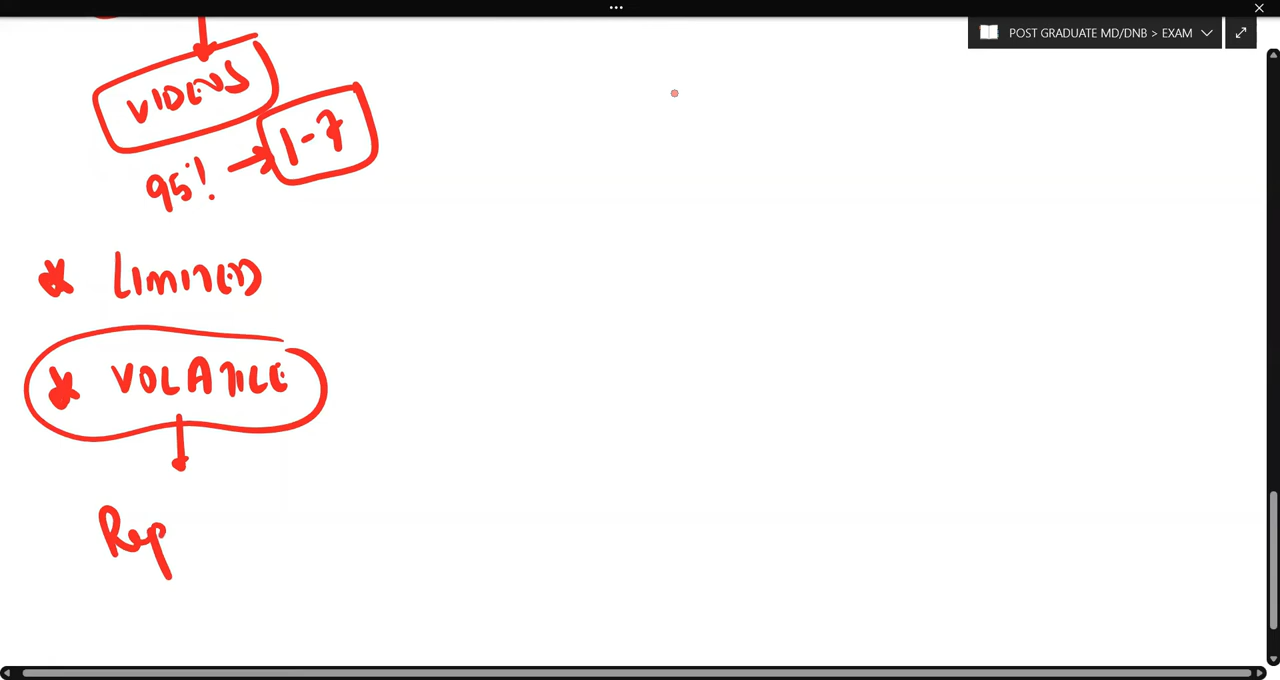 POST GRADUATE MD/DNB > EXAM
VIDEOS
1-7
95%
* LIMITED
* VOLATILE
Rep